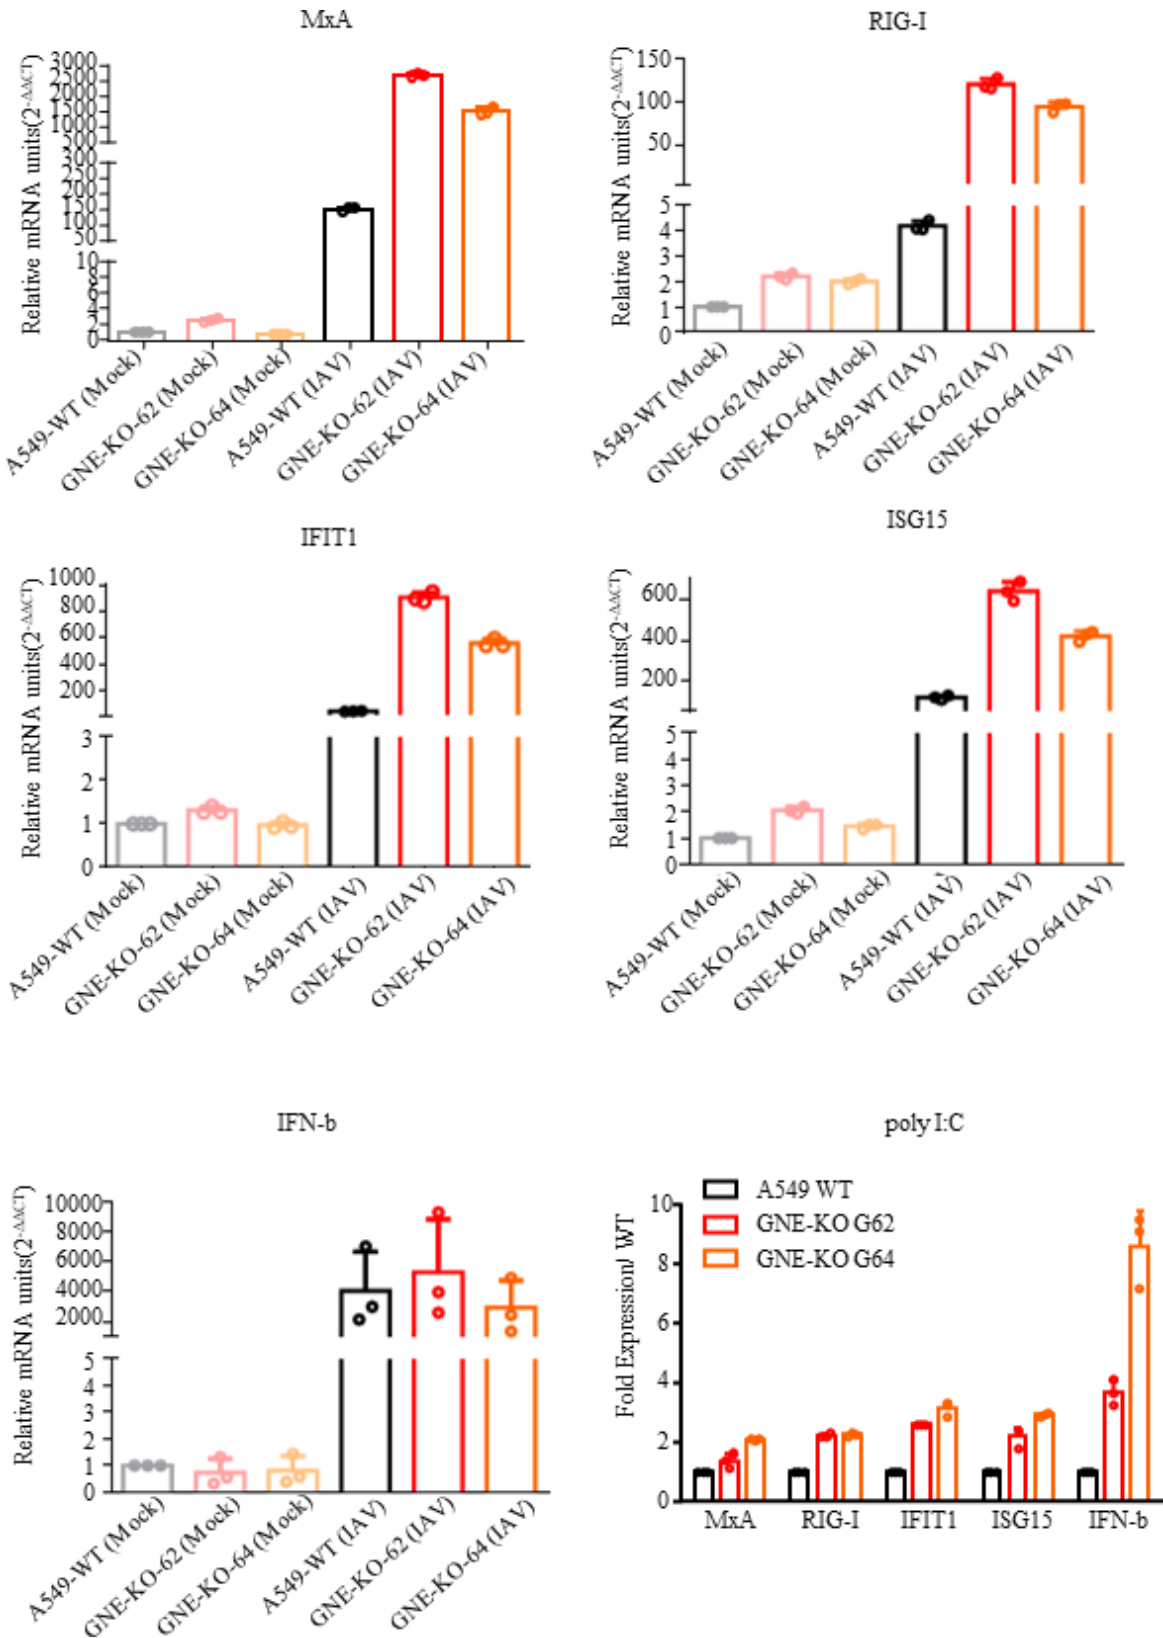 MxA
Relative mRNA units(2-ΔΔCT)
3000
2500
2000
1500
1000
500
300
200
150
100
50
10
8
6
4
2
0
A549-WT (Mock)
GNE-KO-62 (Mock)
GNE-KO-64 (Mock)
A549-WT (IAV)
GNE-KO-62 (IAV)
GNE-KO-64 (IAV)
RIG-I
Relative mRNA units(2-ΔΔCT)
150
100
50
5
4
3
2
1
0
A549-WT (Mock)
GNE-KO-62 (Mock)
GNE-KO-64 (Mock)
A549-WT (IAV)
GNE-KO-62 (IAV)
GNE-KO-64 (IAV)
IFIT1
Relative mRNA units(2-ΔΔCT)
1000
800
600
400
200
3
2
1
0
A549-WT (Mock)
GNE-KO-62 (Mock)
GNE-KO-64 (Mock)
A549-WT (IAV)
GNE-KO-62 (IAV)
GNE-KO-64 (IAV)
ISG15
Relative mRNA units(2-ΔΔCT)
600
400
200
5
4
3
2
1
0
A549-WT (Mock)
GNE-KO-62 (Mock)
GNE-KO-64 (Mock)
A549-WT (IAV)
GNE-KO-62 (IAV)
GNE-KO-64 (IAV)
IFN-b
Relative mRNA units(2-ΔΔCT)
10000
8000
6000
4000
2000
5
4
3
2
1
0
A549-WT (Mock)
GNE-KO-62 (Mock)
GNE-KO-64 (Mock)
A549-WT (IAV)
GNE-KO-62 (IAV)
GNE-KO-64 (IAV)
poly I:C
Fold Expression/ WT
10
8
6
4
2
0
A549 WT
GNE-KO G62
GNE-KO G64
MxA RIG-I IFIT1 ISG15 IFN-b